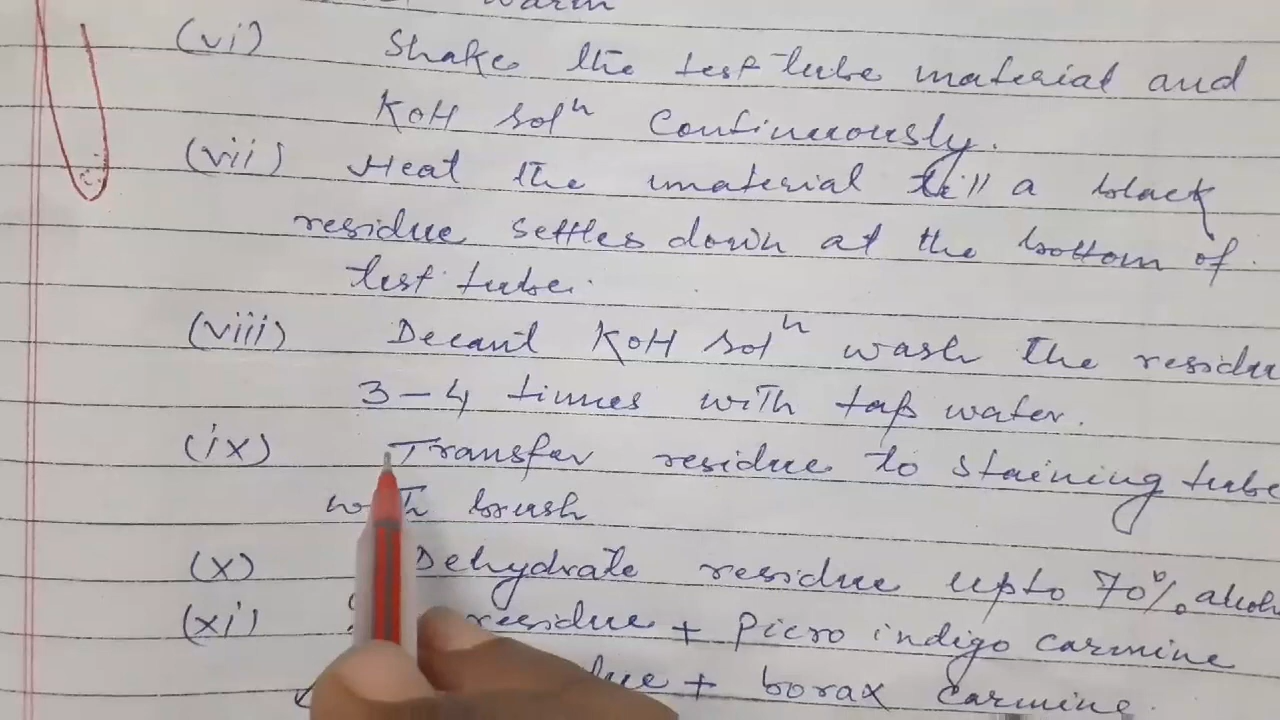 warm
(vi) Shake the test tube material and
KOH solⁿ continuously.
(vii) Heat the material till a black
residue settles down at the bottom of
test tube.
(viii) Decant KOH solⁿ wash the residu
3-4 times with tap water.
(ix) Transfer residue to staining tube
with brush
(x) Dehydrate residue upto 70% alcoh
(xi) residue + picro indigo carmine
due + borax carmine.